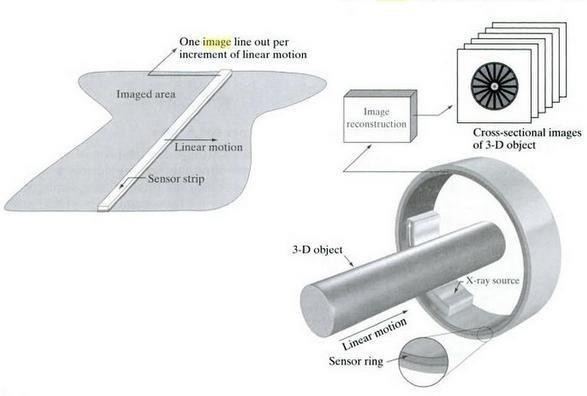 One image line out per
increment of linear motion
Imaged area
Linear motion
Sensor strip
Image
reconstruction
Cross-sectional images
of 3-D object
3-D object
X-ray source
Linear motion
Sensor ring